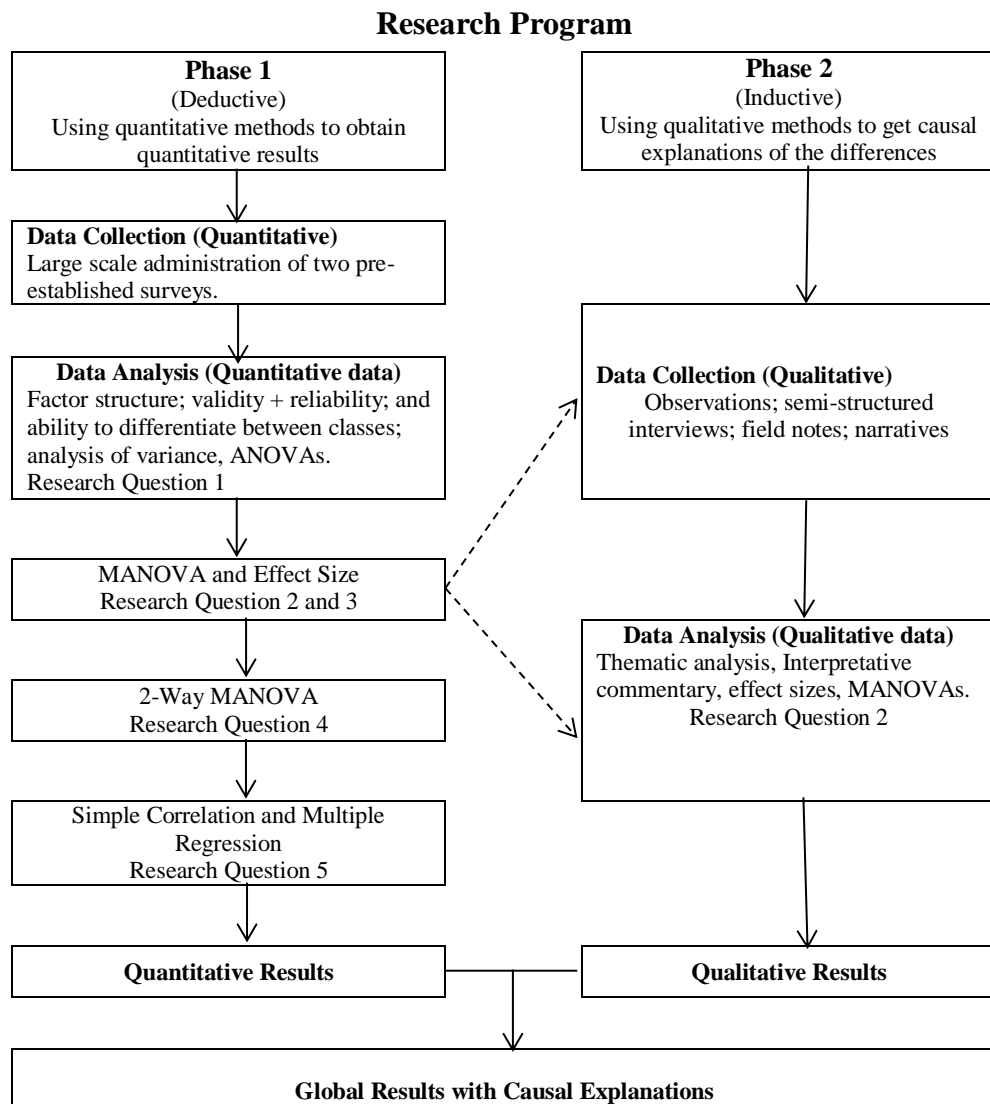 Research Program
Phase 1
(Deductive)
Using quantitative methods to obtain
quantitative results
Data Collection (Quantitative)
Large scale administration of two pre-
established surveys.
Data Analysis (Quantitative data)
Factor structure; validity + reliability; and
ability to differentiate between classes;
analysis of variance, ANOVAs.
Research Question 1
MANOVA and Effect Size
Research Question 2 and 3
2-Way MANOVA
Research Question 4
Simple Correlation and Multiple
Regression
Research Question 5
Quantitative Results
Phase 2
(Inductive)
Using qualitative methods to get causal
explanations of the differences
Data Collection (Qualitative)
Observations; semi-structured
interviews; field notes; narratives
Data Analysis (Qualitative data)
Thematic analysis, Interpretative
commentary, effect sizes, MANOVAs.
Research Question 2
Qualitative Results
Global Results with Causal Explanations